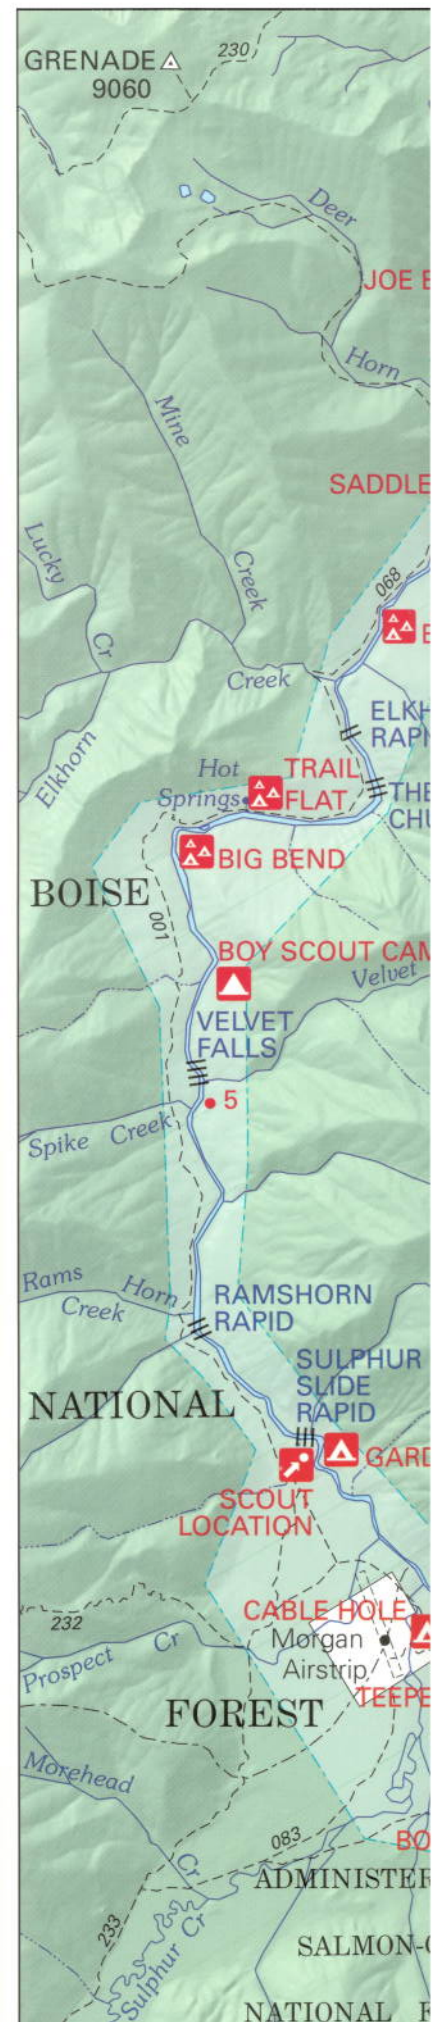 GRENADE
9060
230
Deer
JOE
Horn
Mine
SADDLE
Lucky
Creek
068
Cr
Creek
ELKH
RAPI
Elkhorn
Hot
Springs
TRAIL
FLAT
THE
CHU
BIG BEND
BOISE
001
BOY SCOUT CAM
Velvet
VELVET
FALLS
5
Spike Creek
Rams Horn
Creek
RAMSHORN
RAPID
SULPHUR
SLIDE
RAPID
NATIONAL
GARD
SCOUT
LOCATION
CABLE HOLE
232
Morgan
Airstrip
Prospect Cr
TEEPE
FOREST
Morehead
Cr
083
BO
ADMINISTER
233
Sulphur Cr
SALMON-
NATIONAL F